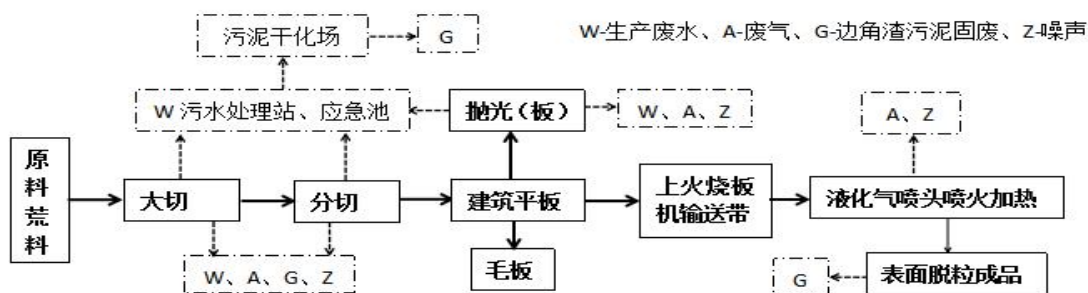 污泥干化场
G
W-生产废水、A-废气、G-边角渣污泥固废、Z-噪声
W 污水处理站、应急池
抛光（板）
W、A、Z
A、Z
原
料
荒
料
大切
分切
建筑平板
上火烧板
机输送带
液化气喷头喷火加热
W、A、G、Z
毛板
G
表面脱粒成品